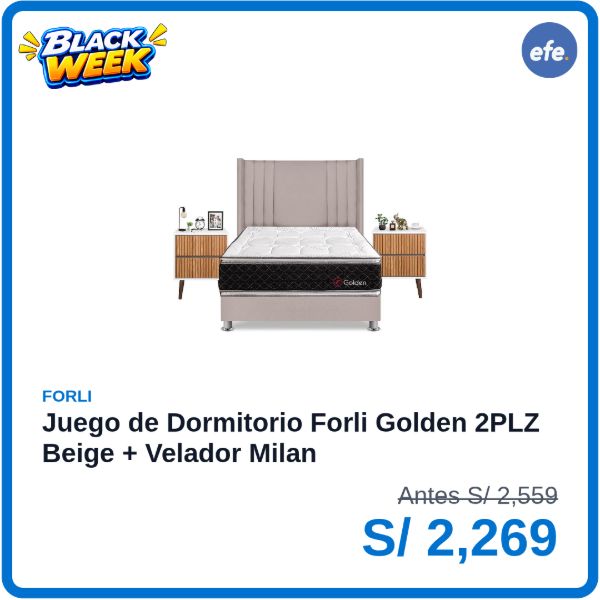 BLACK
WEEK
efe.
Golden
FORLI
Juego de Dormitorio Forli Golden 2PLZ
Beige + Velador Milan
Antes S/ 2,559
S/ 2,269